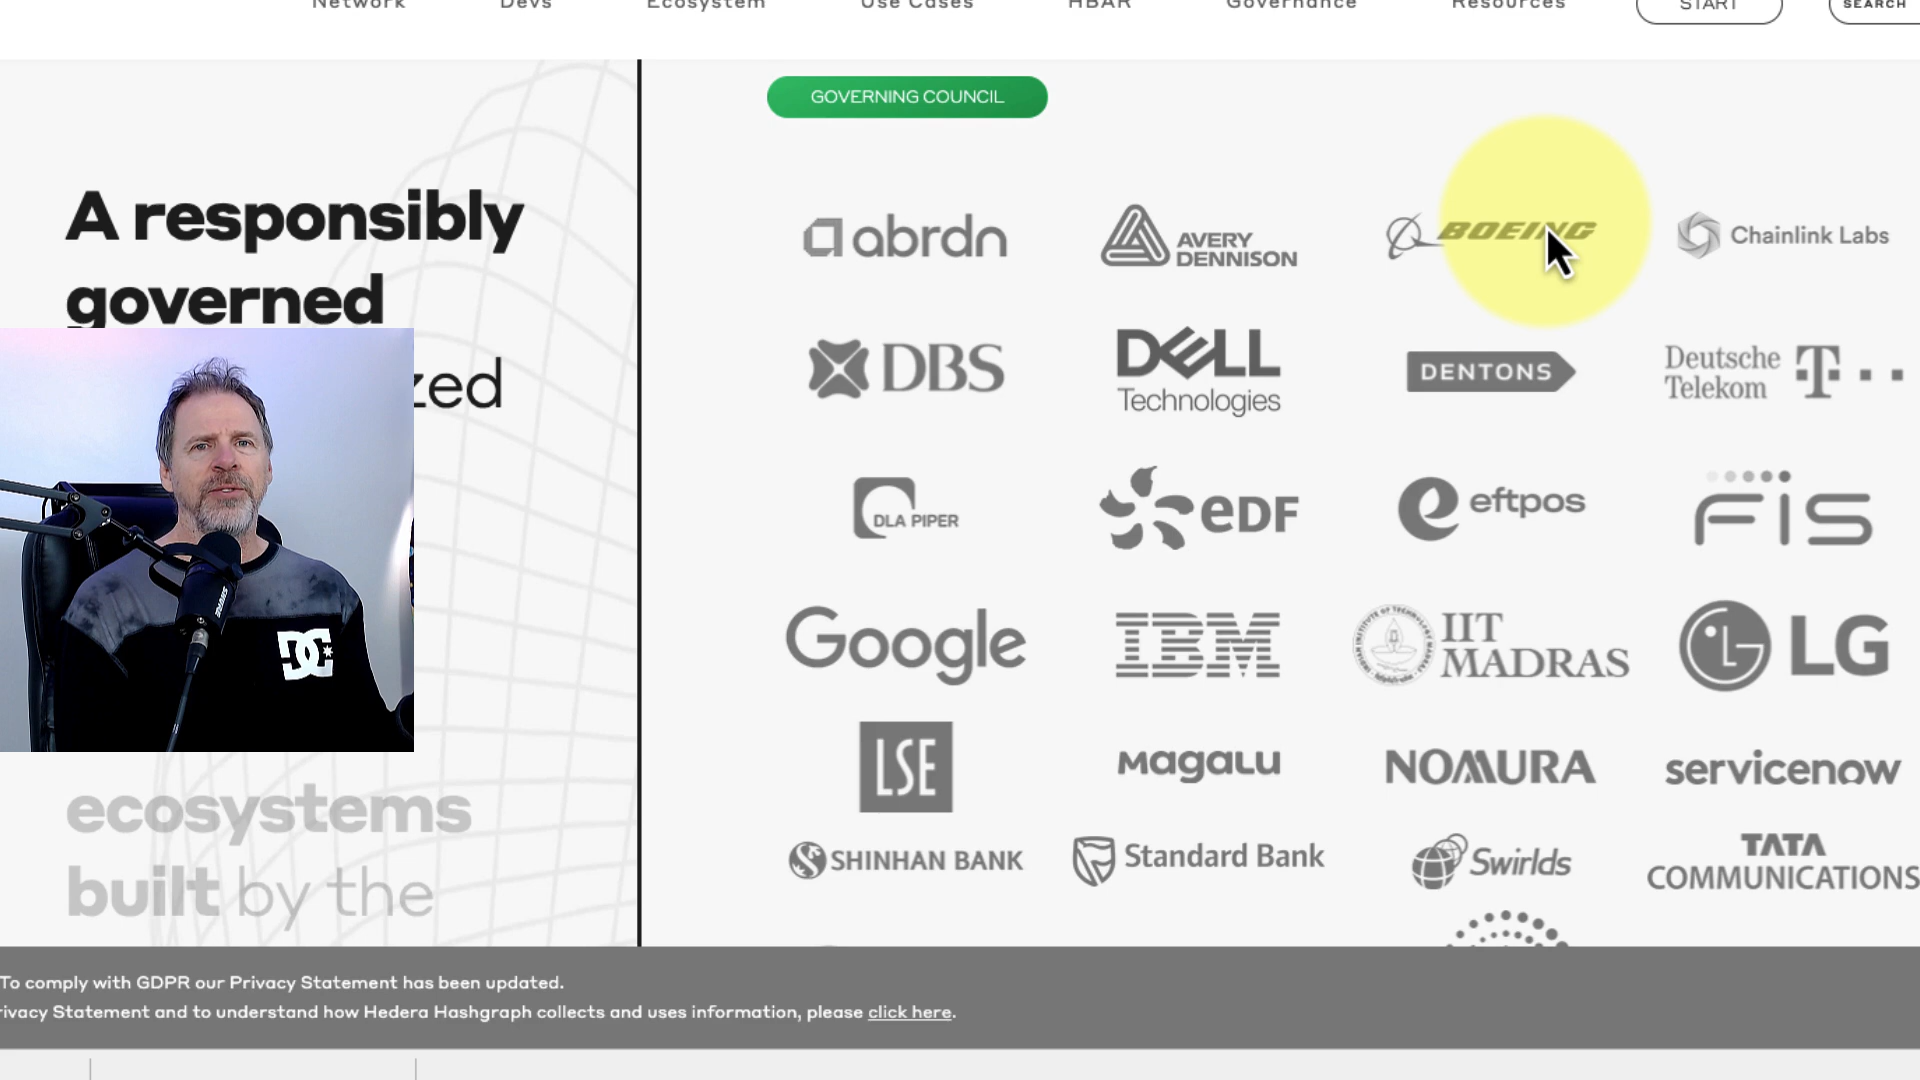 Network Devs Ecosystem Use Cases HBAR Governance Resources START SEARCH
GOVERNING COUNCIL
A responsibly
governed
zed
ecosystems
built by the
abrdn
AVERY
DENNISON
BOEING
Chainlink Labs
DBS
DELL
Technologies
DENTONS
Deutsche
Telekom T
DLA PIPER
eDF
eftpos
FIS
Google
IBM
IIT
MADRAS
LG
LSE
Magalu
NOMURA
servicenow
SHINHAN BANK
Standard Bank
Swirlds
TATA
COMMUNICATIONS
SHURE
DC
To comply with GDPR our Privacy Statement has been updated.
rivacy Statement and to understand how Hedera Hashgraph collects and uses information, please click here.